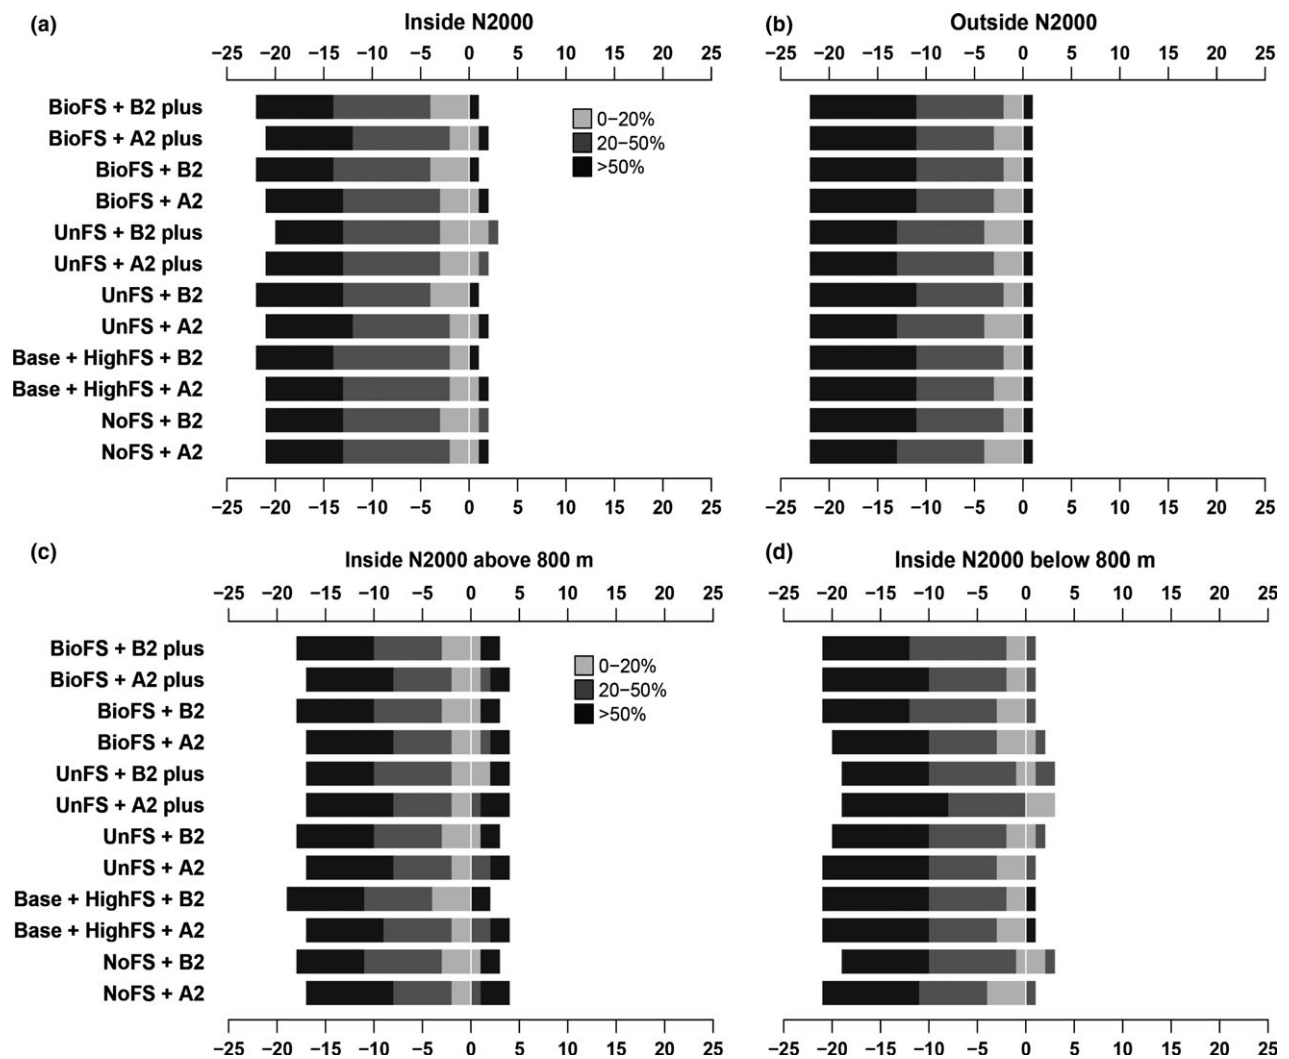 (a) Inside N2000
−25 −20 −15 −10 −5 0 5 10 15 20 25
BioFS + B2 plus
BioFS + A2 plus
BioFS + B2
BioFS + A2
UnFS + B2 plus
UnFS + A2 plus
UnFS + B2
UnFS + A2
Base + HighFS + B2
Base + HighFS + A2
NoFS + B2
NoFS + A2
0−20%
20−50%
>50%
−25 −20 −15 −10 −5 0 5 10 15 20 25
(b) Outside N2000
−25 −20 −15 −10 −5 0 5 10 15 20 25
−25 −20 −15 −10 −5 0 5 10 15 20 25
(c) Inside N2000 above 800 m
−25 −20 −15 −10 −5 0 5 10 15 20 25
BioFS + B2 plus
BioFS + A2 plus
BioFS + B2
BioFS + A2
UnFS + B2 plus
UnFS + A2 plus
UnFS + B2
UnFS + A2
Base + HighFS + B2
Base + HighFS + A2
NoFS + B2
NoFS + A2
0−20%
20−50%
>50%
−25 −20 −15 −10 −5 0 5 10 15 20 25
(d) Inside N2000 below 800 m
−25 −20 −15 −10 −5 0 5 10 15 20 25
−25 −20 −15 −10 −5 0 5 10 15 20 25